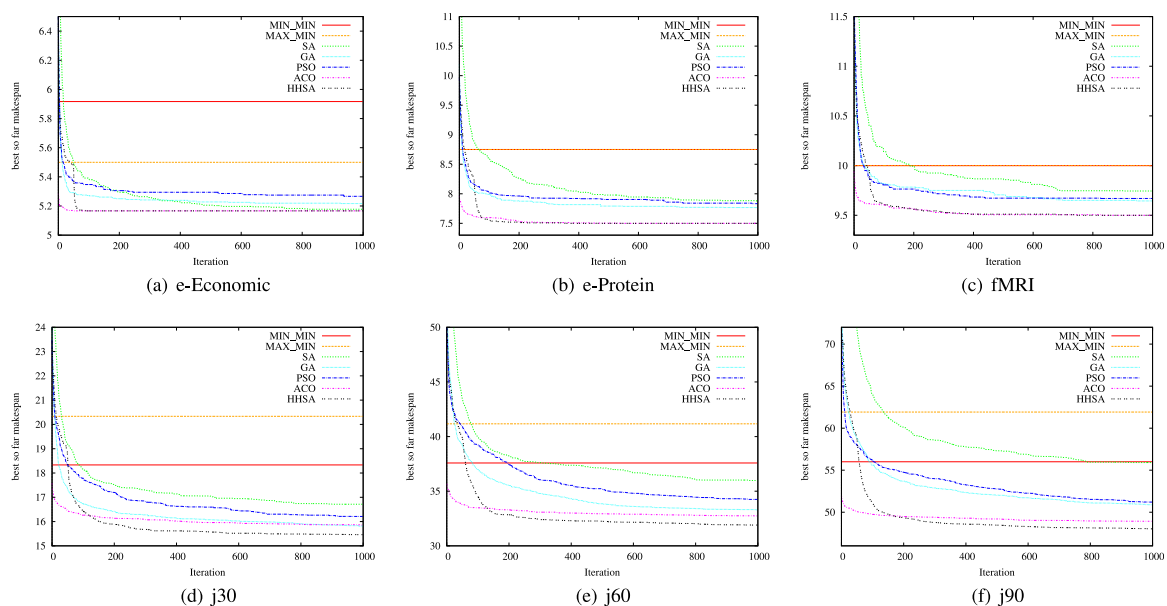 6.4
6.2
6
5.8
5.6
5.4
5.2
5
best so far makespan
0 200 400 600 800 1000
Iteration
MIN_MIN
MAX_MIN
SA
GA
PSO
ACO
HHSA
(a) e-Economic
11
10.5
10
9.5
9
8.5
8
7.5
best so far makespan
0 200 400 600 800 1000
Iteration
MIN_MIN
MAX_MIN
SA
GA
PSO
ACO
HHSA
(b) e-Protein
11.5
11
10.5
10
9.5
best so far makespan
0 200 400 600 800 1000
Iteration
MIN_MIN
MAX_MIN
SA
GA
PSO
ACO
HHSA
(c) fMRI
24
23
22
21
20
19
18
17
16
15
best so far makespan
0 200 400 600 800 1000
Iteration
MIN_MIN
MAX_MIN
SA
GA
PSO
ACO
HHSA
(d) j30
50
45
40
35
30
best so far makespan
0 200 400 600 800 1000
Iteration
MIN_MIN
MAX_MIN
SA
GA
PSO
ACO
HHSA
(e) j60
70
65
60
55
50
best so far makespan
0 200 400 600 800 1000
Iteration
MIN_MIN
MAX_MIN
SA
GA
PSO
ACO
HHSA
(f) j90